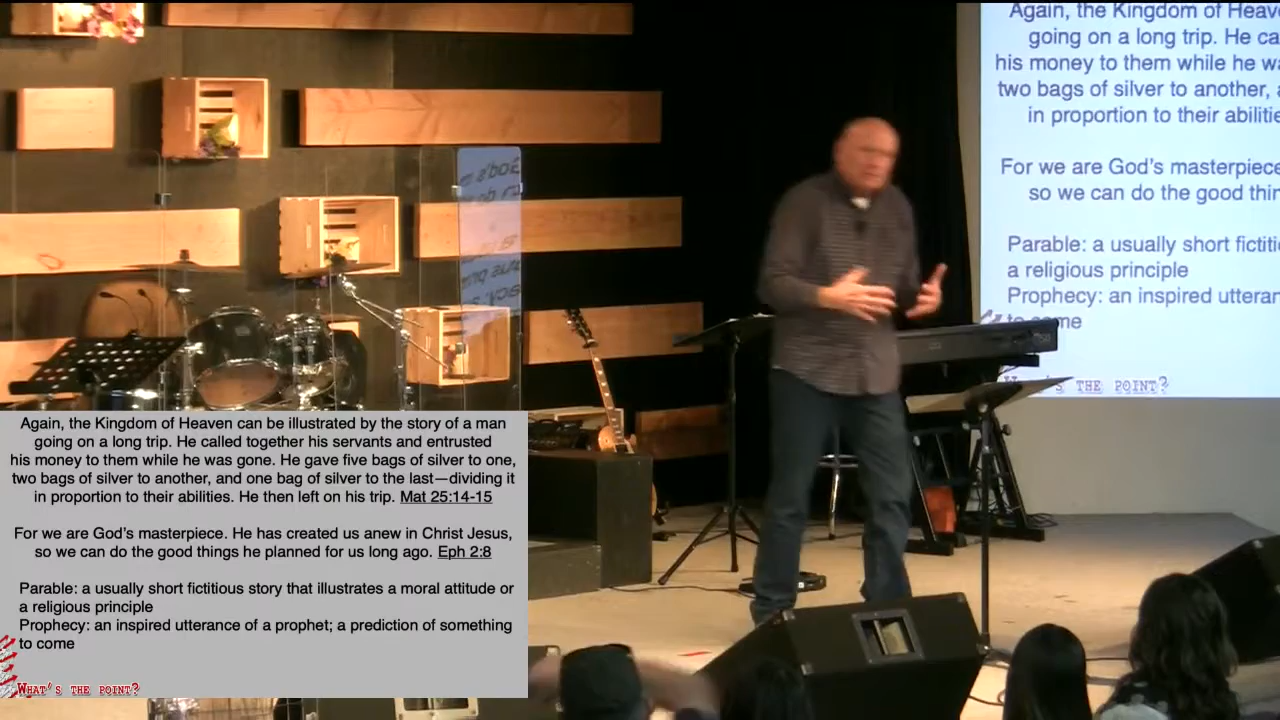 Again, the Kingdom of Heaven can be illustrated by the story of a man
going on a long trip. He called together his servants and entrusted
his money to them while he was gone. He gave five bags of silver to one,
two bags of silver to another, and one bag of silver to the last—dividing it
in proportion to their abilities. He then left on his trip. Mat 25:14-15
For we are God's masterpiece. He has created us anew in Christ Jesus,
so we can do the good things he planned for us long ago. Eph 2:8
Parable: a usually short fictitious story that illustrates a moral attitude or
a religious principle
Prophecy: an inspired utterance of a prophet; a prediction of something
to come
What's the point?
Again, the Kingdom of
going on a long trip. He
his money to them while he
two bags of silver to another,
in proportion to their
For we are God's masterpiece
so we can do the good
Parable: a usually short
a religious principle
Prophecy: an inspired
to come
the point?